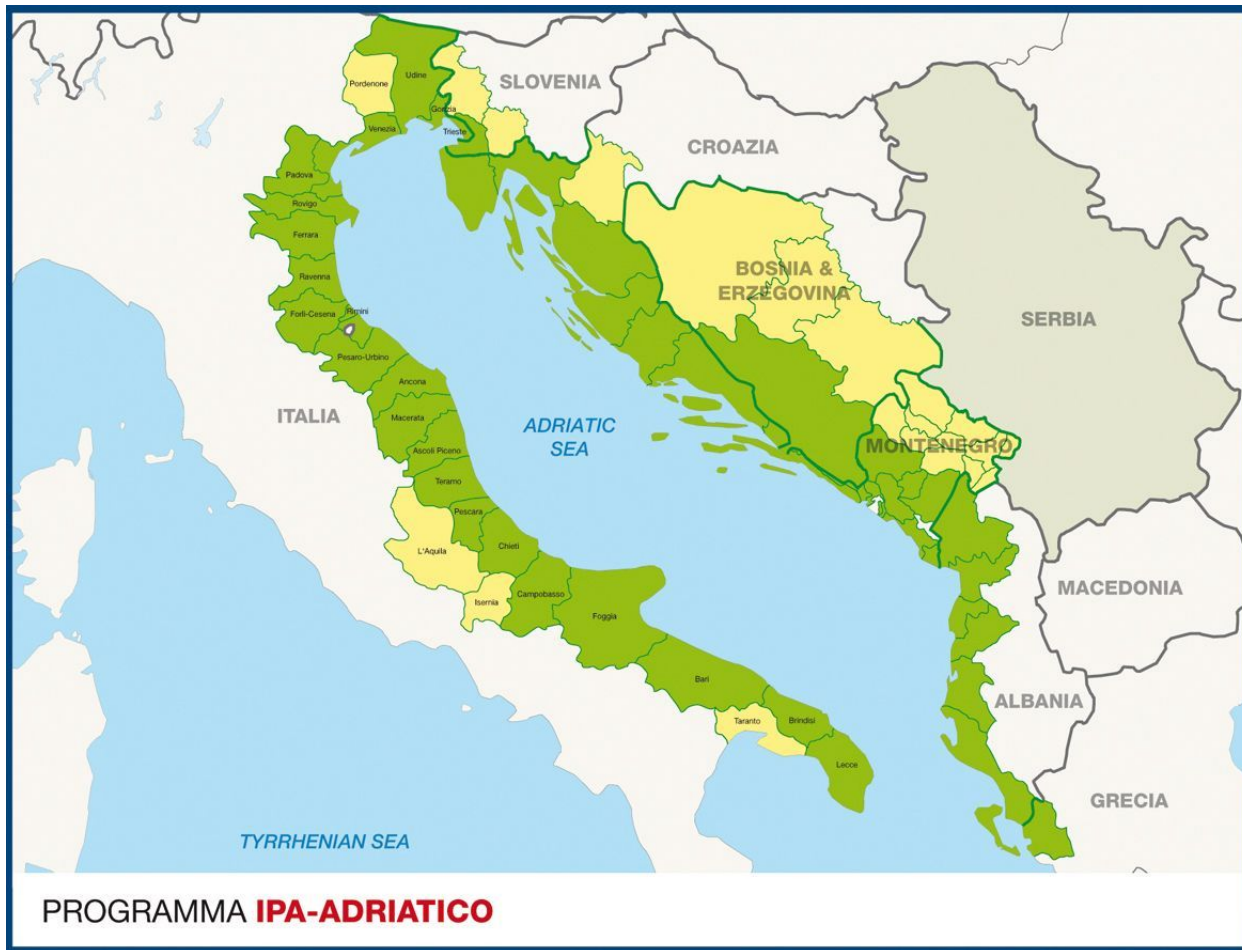 SLOVENIA
CROAZIA
Udine
Pordenone
Gorizia
Trieste
Venezia
Padova
Rovigo
Ferrara
Ravenna
Forlì-Cesena
Rimini
Pesaro-Urbino
Ancona
ITALIA
Macerata
Ascoli Piceno
Teramo
Pescara
L'Aquila
Chieti
Isernia
Campobasso
Foggia
Bari
Taranto
Brindisi
Lecce
ADRIATIC
SEA
BOSNIA &
ERZEGOVINA
SERBIA
MONTENEGRO
MACEDONIA
ALBANIA
GRECIA
TYRRHENIAN SEA
PROGRAMMA IPA-ADRIATICO